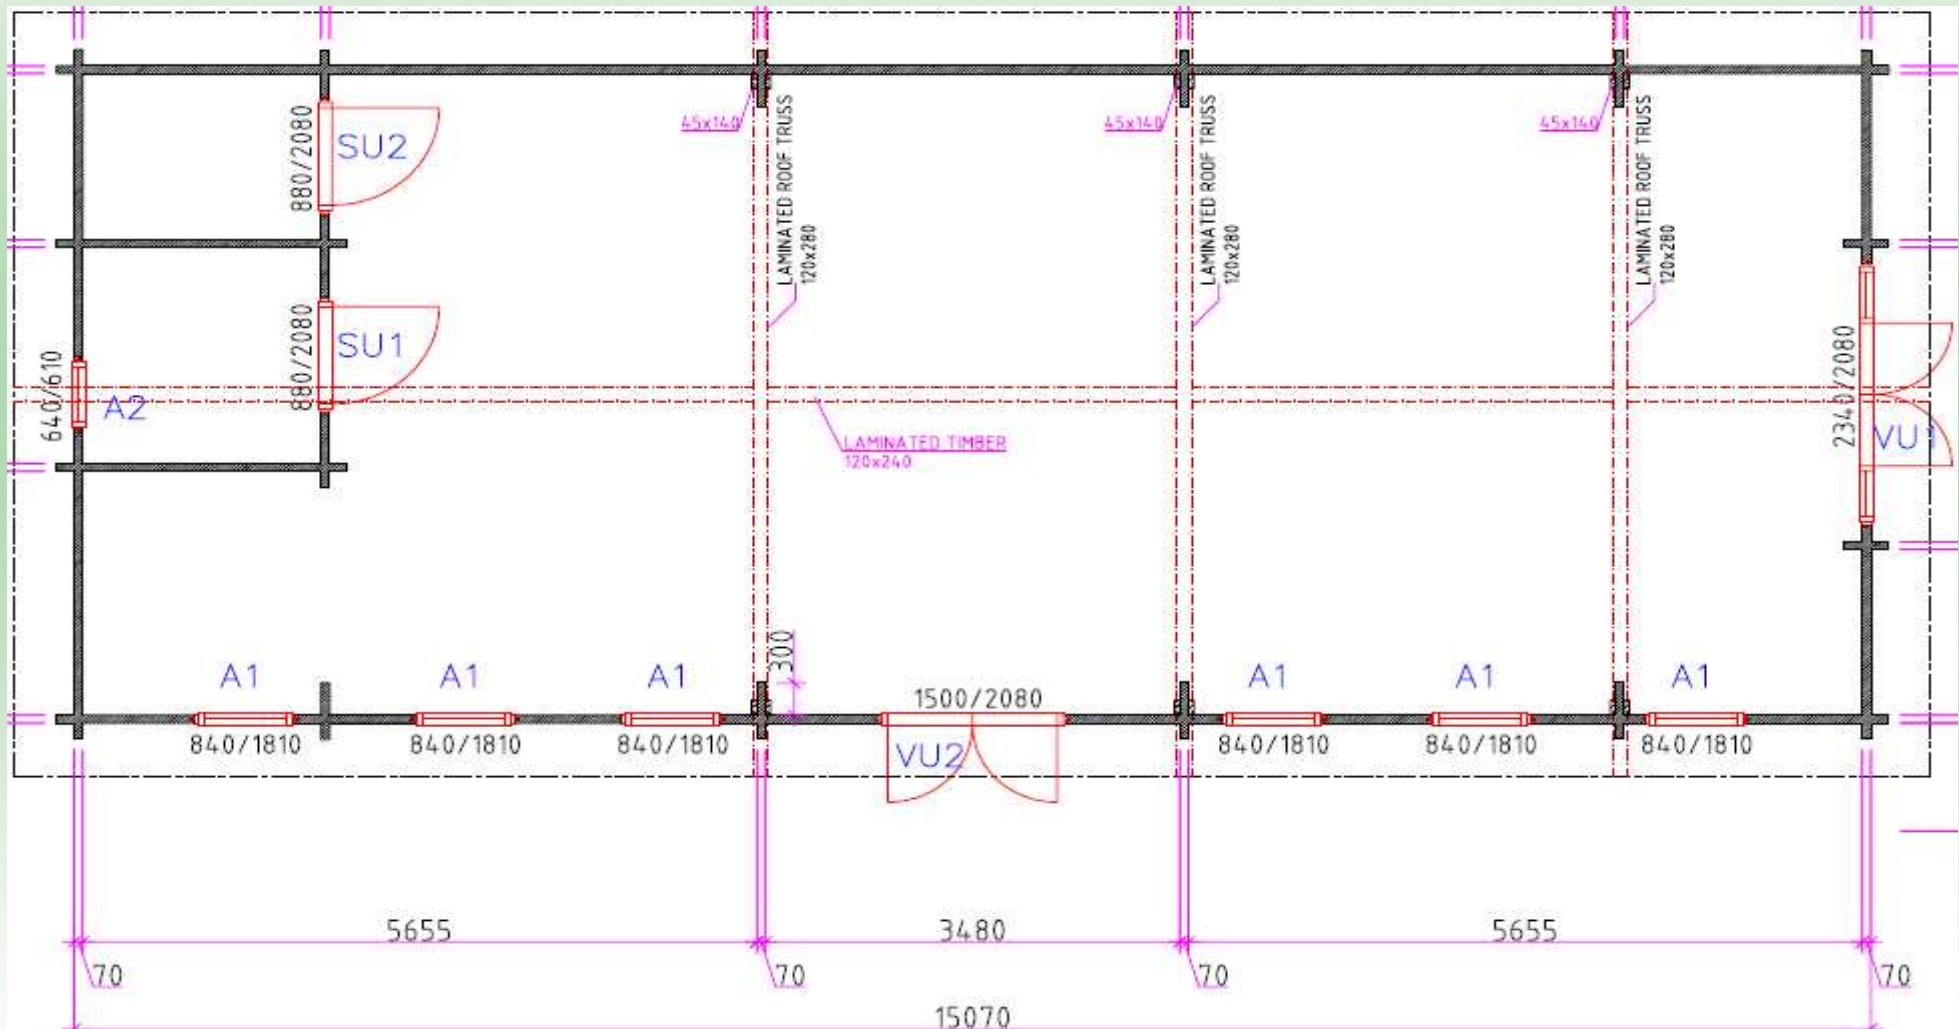 880/2080
SU2
45x140
LAMINATED ROOF TRUSS
120x280
45x140
LAMINATED ROOF TRUSS
120x280
45x140
LAMINATED ROOF TRUSS
120x280
880/2080
SU1
640/610
A2
LAMINATED TIMBER
120x240
2340/2080
VU1
A1
A1
A1
300
1500/2080
A1
A1
A1
840/1810
840/1810
840/1810
VU2
840/1810
840/1810
840/1810
5655
3480
5655
70
70
70
70
15070